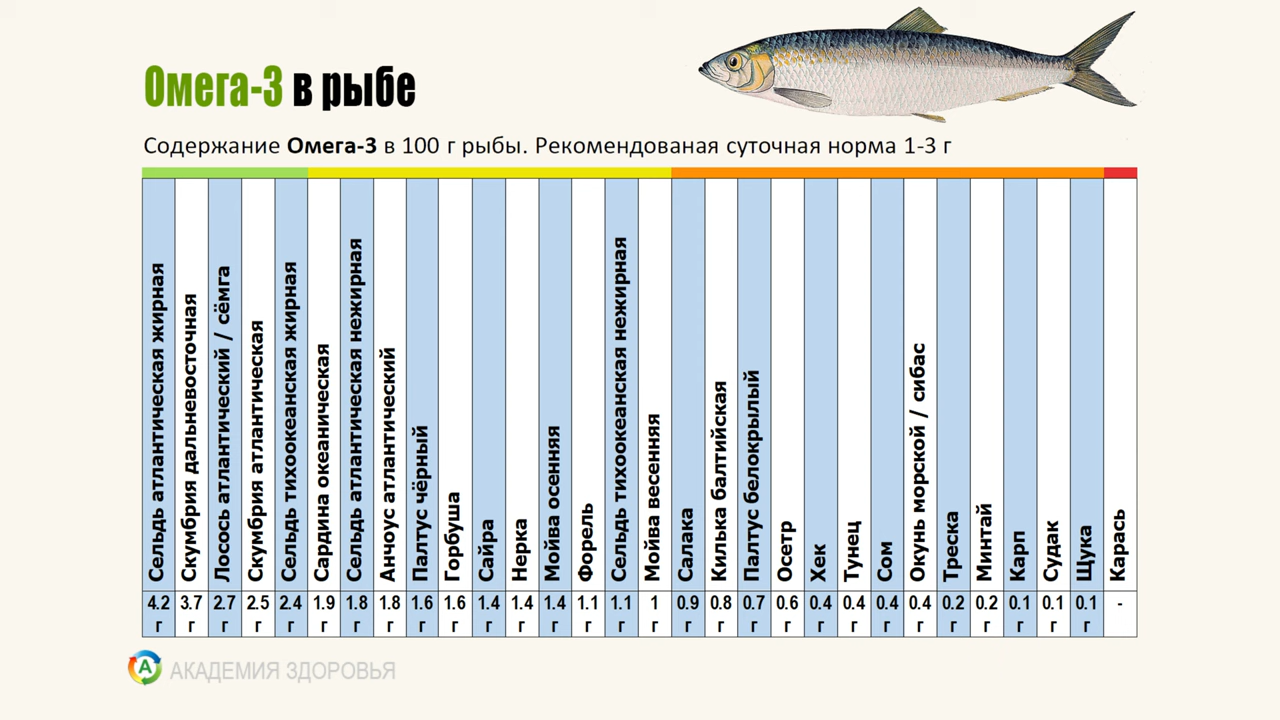 Омега-3 в рыбе
Содержание Омега-3 в 100 г рыбы. Рекомендованая суточная норма 1-3 г
Сельдь атлантическая жирная
4.2 г
Скумбрия дальневосточная
3.7 г
Лосось атлантический / сёмга
2.7 г
Скумбрия атлантическая
2.5 г
Сельдь тихоокеанская жирная
2.4 г
Сардина океаническая
1.9 г
Сельдь атлантическая нежирная
1.8 г
Анчоус атлантический
1.8 г
Палтус чёрный
1.6 г
Горбуша
1.6 г
Сайра
1.4 г
Нерка
1.4 г
Мойва осенняя
1.4 г
Форель
1.1 г
Сельдь тихоокеанская нежирная
1.1 г
Мойва весенняя
1 г
Салака
0.9 г
Килька балтийская
0.8 г
Палтус белокрылый
0.7 г
Осетр
0.6 г
Хек
0.4 г
Тунец
0.4 г
Сом
0.4 г
Окунь морской / сибас
0.4 г
Треска
0.2 г
Минтай
0.2 г
Карп
0.1 г
Судак
0.1 г
Щука
0.1 г
Карась
-
А АКАДЕМИЯ ЗДОРОВЬЯ